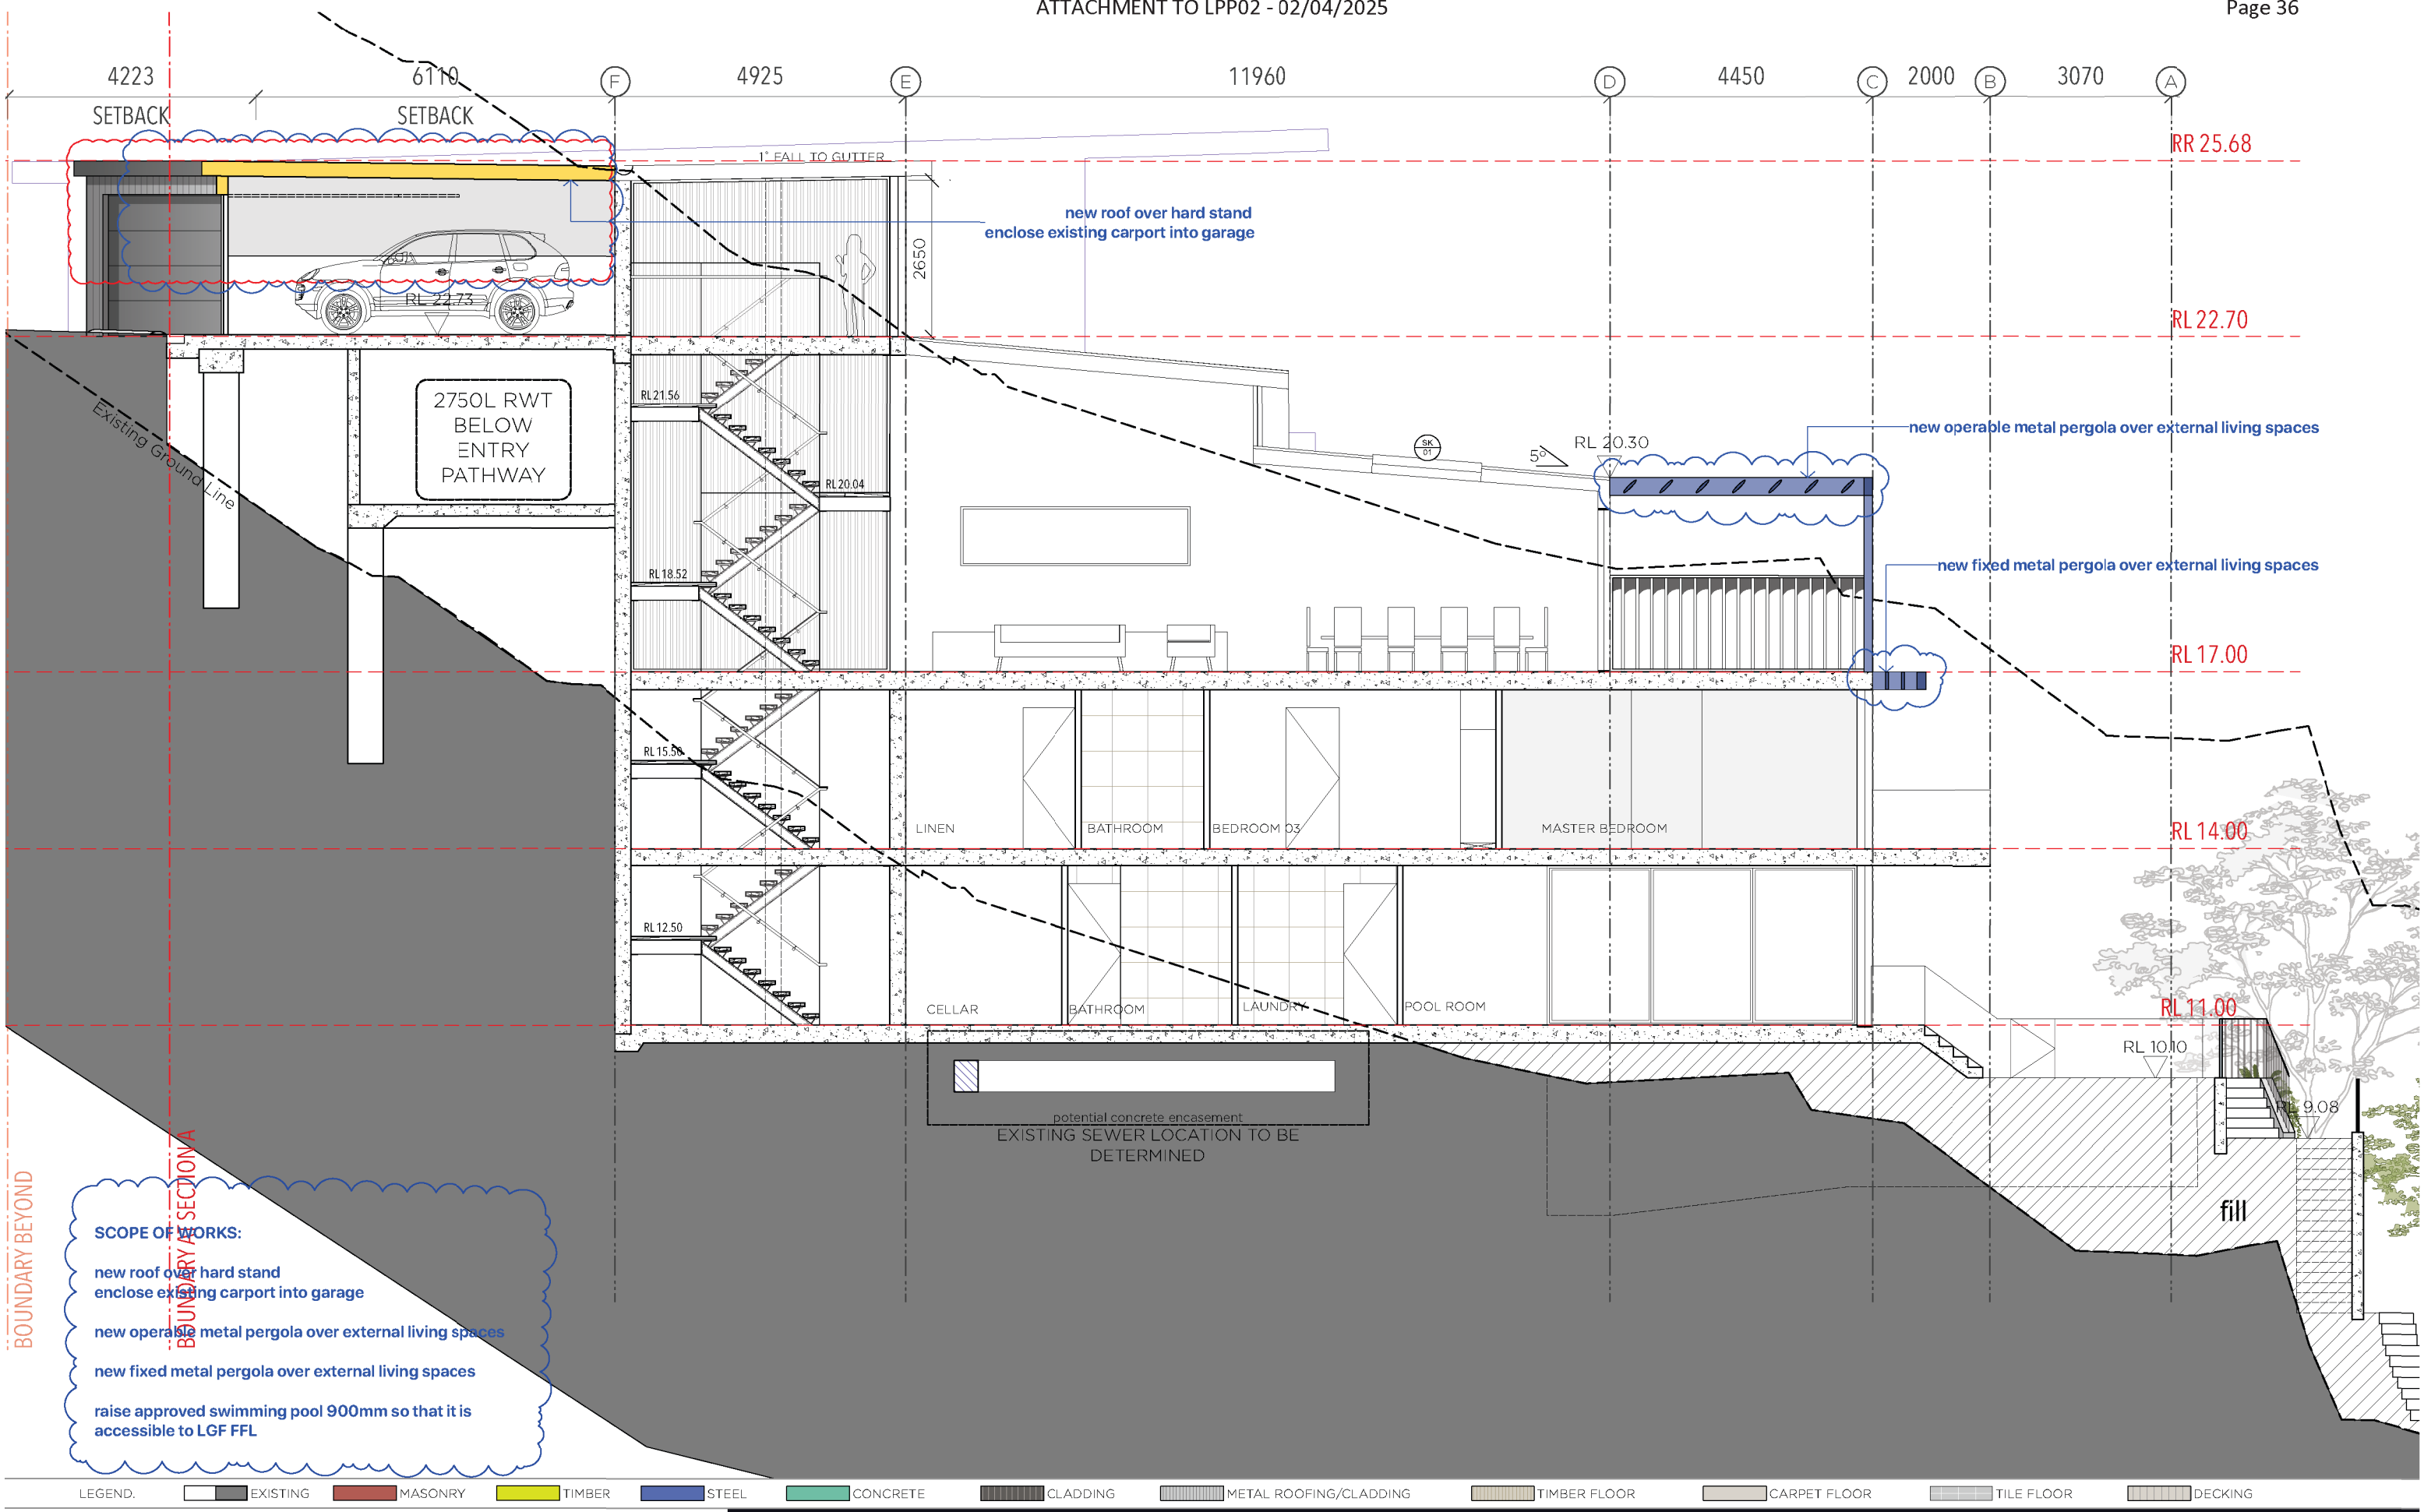 ATTACHMENT TO LPP02 - 02/04/2025
Page 36
4223
6110
F
4925
E
11960
D
4450
C
2000
B
3070
A
SETBACK
SETBACK
RR 25.68
1° FALL TO GUTTER
new roof over hard stand
enclose existing carport into garage
2650
RL 22.73
RL 22.70
Existing Ground Line
2750L RWT
BELOW
ENTRY
PATHWAY
RL 21.56
RL 20.04
SK
01
5°
RL 20.30
new operable metal pergola over external living spaces
new fixed metal pergola over external living spaces
RL 18.52
RL 17.00
RL 15.50
LINEN
BATHROOM
BEDROOM 03
MASTER BEDROOM
RL 14.00
RL 12.50
CELLAR
BATHROOM
LAUNDRY
POOL ROOM
RL 11.00
RL 10.10
RL 9.08
potential concrete encasement
EXISTING SEWER LOCATION TO BE
DETERMINED
fill
BOUNDARY BEYOND
BOUNDARY AT SECTION A
SCOPE OF WORKS:
new roof over hard stand
enclose existing carport into garage
new operable metal pergola over external living spaces
new fixed metal pergola over external living spaces
raise approved swimming pool 900mm so that it is
accessible to LGF FFL
LEGEND.
EXISTING
MASONRY
TIMBER
STEEL
CONCRETE
CLADDING
METAL ROOFING/CLADDING
TIMBER FLOOR
CARPET FLOOR
TILE FLOOR
DECKING